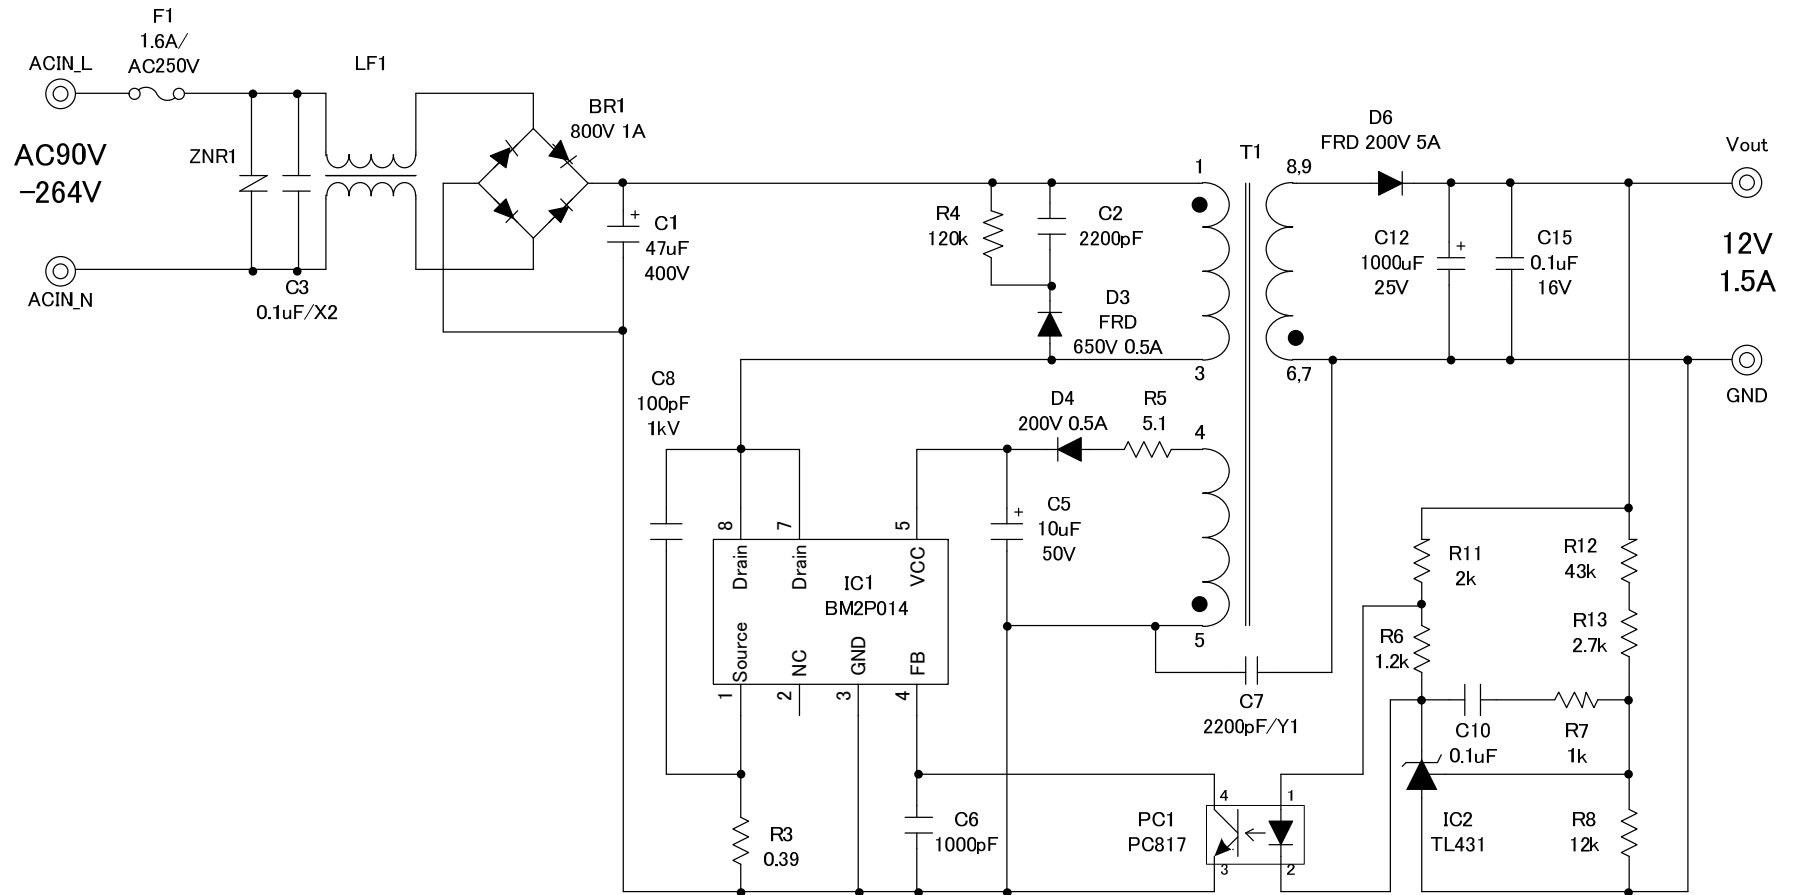 F1
1.6A/
AC250V
ACIN_L
LF1
BR1
800V 1A
AC90V
-264V
ZNR1
C3
0.1uF/X2
ACIN_N
+
C1
47uF
400V
R4
120k
C2
2200pF
D3
FRD
650V 0.5A
T1
1
3
8,9
6,7
D6
FRD 200V 5A
Vout
12V
1.5A
GND
+
C12
1000uF
25V
C15
0.1uF
16V
C8
100pF
1kV
D4
200V 0.5A
R5
5.1
4
5
+
C5
10uF
50V
8
7
5
Drain
Drain
VCC
IC1
BM2P014
Source
NC
GND
FB
1
2
3
4
C7
2200pF/Y1
R11
2k
R12
43k
R6
1.2k
R13
2.7k
C10
0.1uF
R7
1k
R3
0.39
C6
1000pF
PC1
PC817
4
1
3
2
IC2
TL431
R8
12k